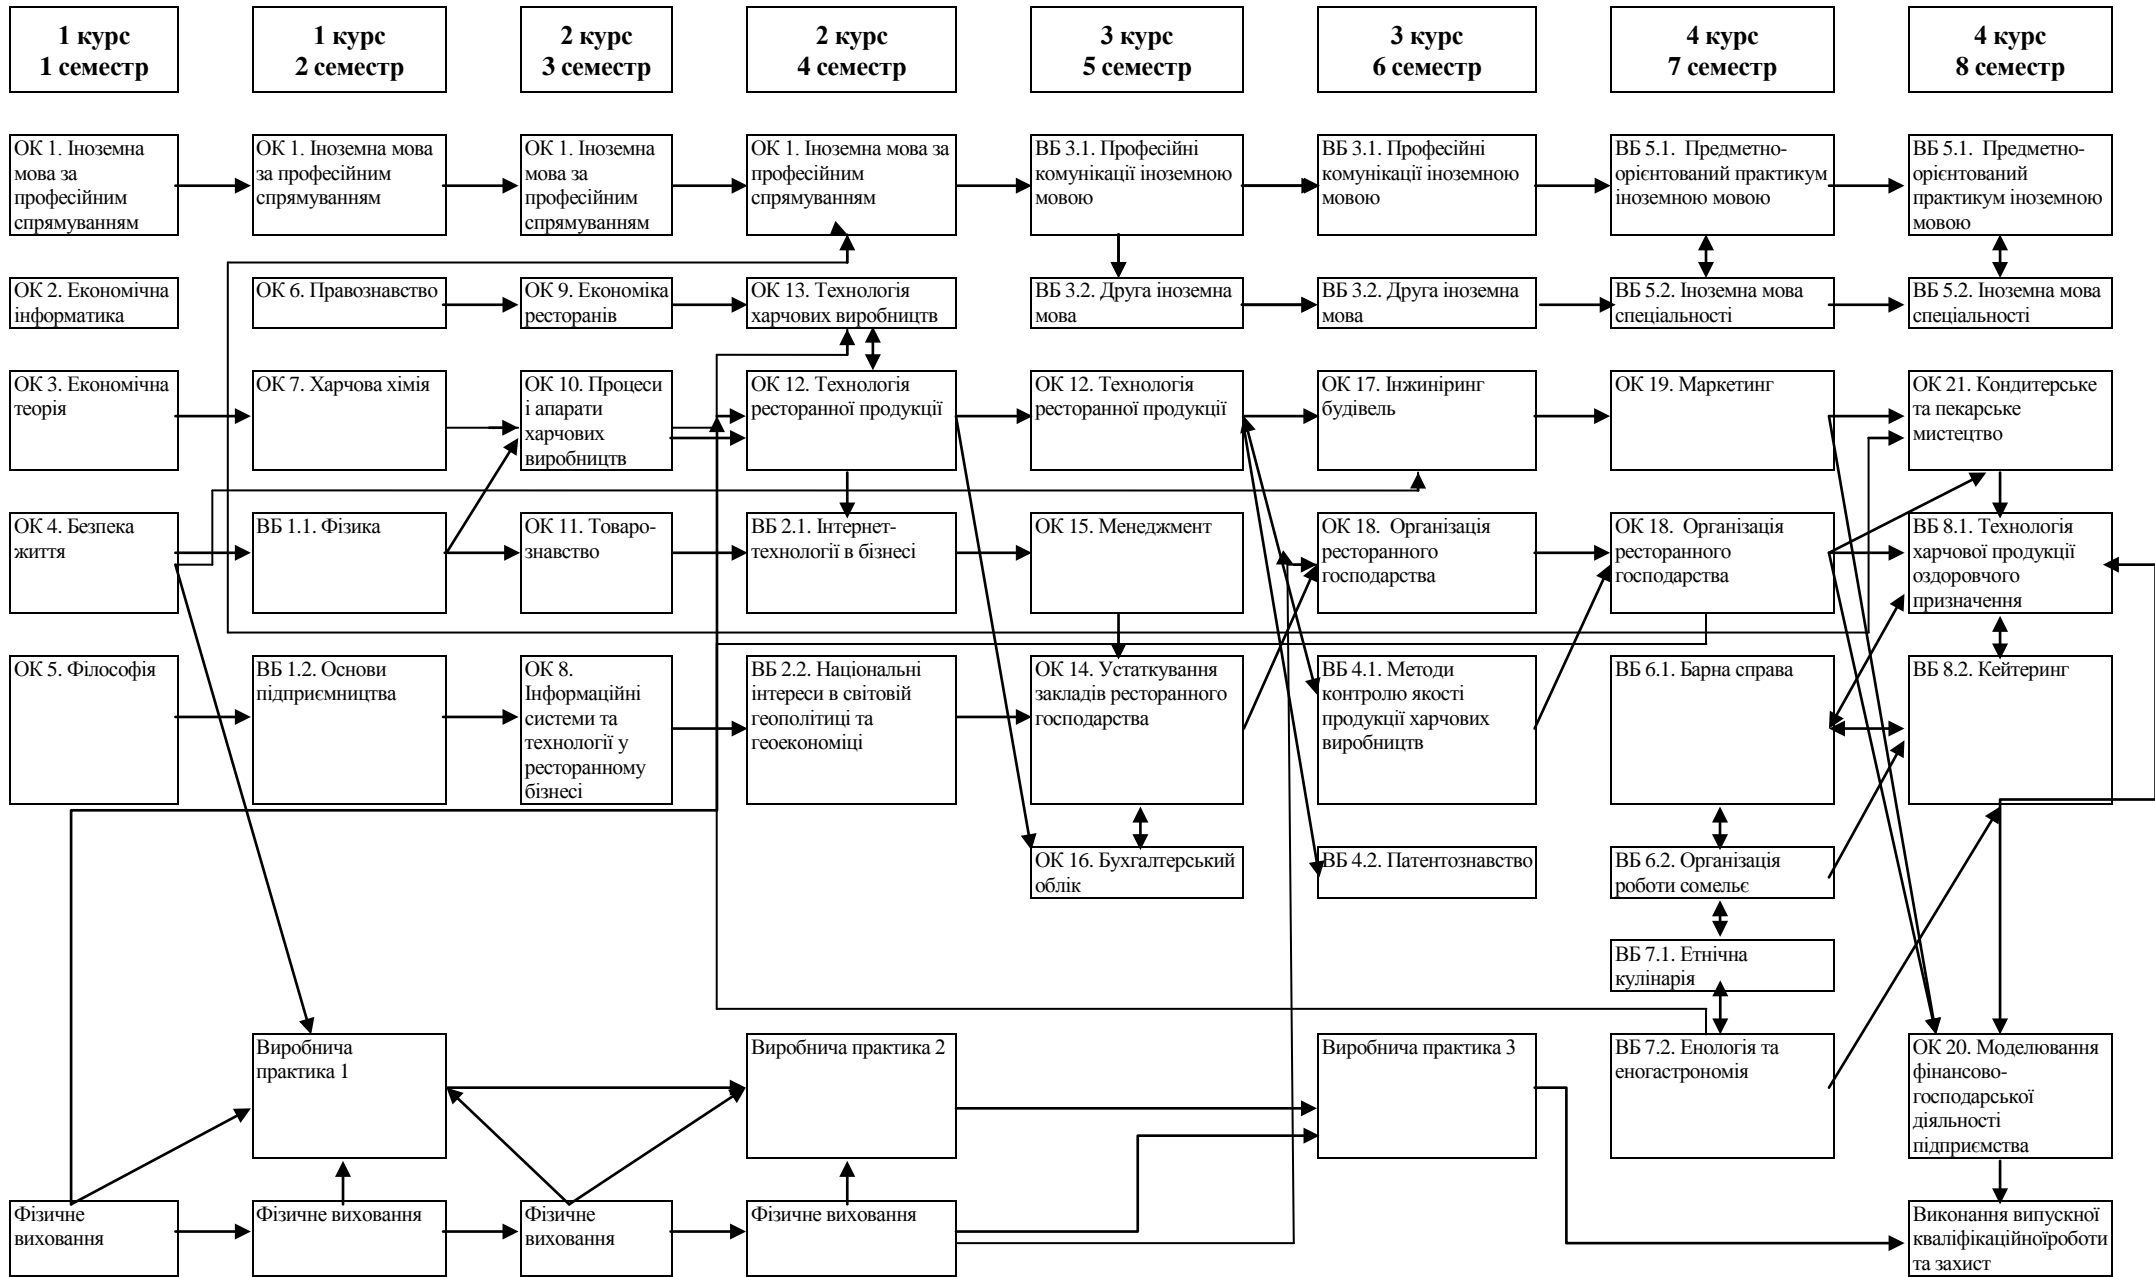 1 курс
1 семестр
1 курс
2 семестр
2 курс
3 семестр
2 курс
4 семестр
3 курс
5 семестр
3 курс
6 семестр
4 курс
7 семестр
4 курс
8 семестр
ОК 1. Іноземна
мова за
професійним
спрямуванням
ОК 1. Іноземна мова
за професійним
спрямуванням
ОК 1. Іноземна
мова за
професійним
спрямуванням
ОК 1. Іноземна мова за
професійним
спрямуванням
ВБ 3.1. Професійні
комунікації іноземною
мовою
ВБ 3.1. Професійні
комунікації іноземною
мовою
ВБ 5.1. Предметно-
орієнтований практикум
іноземною мовою
ВБ 5.1. Предметно-
орієнтований
практикум іноземною
мовою
ОК 2. Економічна
інформатика
ОК 6. Правознавство
ОК 9. Економіка
ресторанів
ОК 13. Технологія
харчових виробництв
ВБ 3.2. Друга іноземна
мова
ВБ 3.2. Друга іноземна
мова
ВБ 5.2. Іноземна мова
спеціальності
ВБ 5.2. Іноземна мова
спеціальності
ОК 3. Економічна
теорія
ОК 7. Харчова хімія
ОК 10. Процеси
і апарати
харчових
виробництв
ОК 12. Технологія
ресторанної продукції
ОК 12. Технологія
ресторанної продукції
ОК 17. Інжиніринг
будівель
ОК 19. Маркетинг
ОК 21. Кондитерське
та пекарське
мистецтво
ОК 4. Безпека
життя
ВБ 1.1. Фізика
ОК 11. Товаро-
знавство
ВБ 2.1. Інтернет-
технології в бізнесі
ОК 15. Менеджмент
ОК 18. Організація
ресторанного
господарства
ОК 18. Організація
ресторанного
господарства
ВБ 8.1. Технологія
харчової продукції
оздоровчого
призначення
ОК 5. Філософія
ВБ 1.2. Основи
підприємництва
ОК 8.
Інформаційні
системи та
технології у
ресторанному
бізнесі
ВБ 2.2. Національні
інтереси в світовій
геополітиці та
геоекономіці
ОК 14. Устаткування
закладів ресторанного
господарства
ВБ 4.1. Методи
контролю якості
продукції харчових
виробництв
ВБ 6.1. Барна справа
ВБ 8.2. Кейтеринг
ОК 16. Бухгалтерський
облік
ВБ 4.2. Патентознавство
ВБ 6.2. Організація
роботи сомельє
ВБ 7.1. Етнічна
кулінарія
Виробнича
практика 1
Виробнича практика 2
Виробнича практика 3
ВБ 7.2. Енологія та
еногастрономія
ОК 20. Моделювання
фінансово-
господарської
діяльності
підприємства
Фізичне
виховання
Фізичне виховання
Фізичне
виховання
Фізичне виховання
Виконання випускної
кваліфікаційноїроботи
та захист